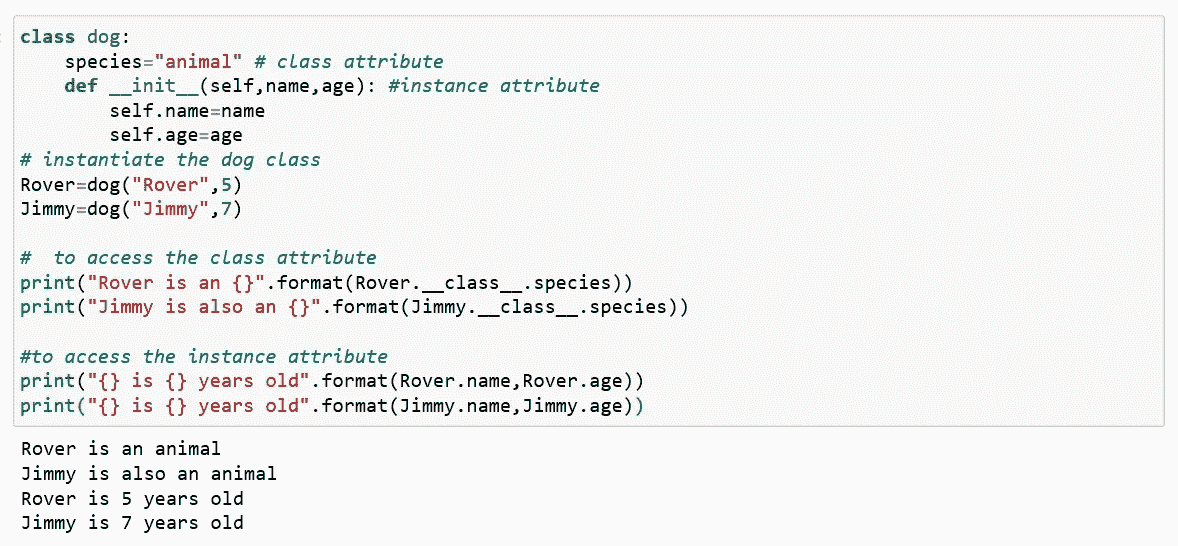 class dog:
    species="animal" # class attribute
    def __init__(self,name,age): #instance attribute
        self.name=name
        self.age=age
# instantiate the dog class
Rover=dog("Rover",5)
Jimmy=dog("Jimmy",7)

#  to access the class attribute
print("Rover is an {}".format(Rover.__class__.species))
print("Jimmy is also an {}".format(Jimmy.__class__.species))

#to access the instance attribute
print("{} is {} years old".format(Rover.name,Rover.age))
print("{} is {} years old".format(Jimmy.name,Jimmy.age))
Rover is an animal
Jimmy is also an animal
Rover is 5 years old
Jimmy is 7 years old